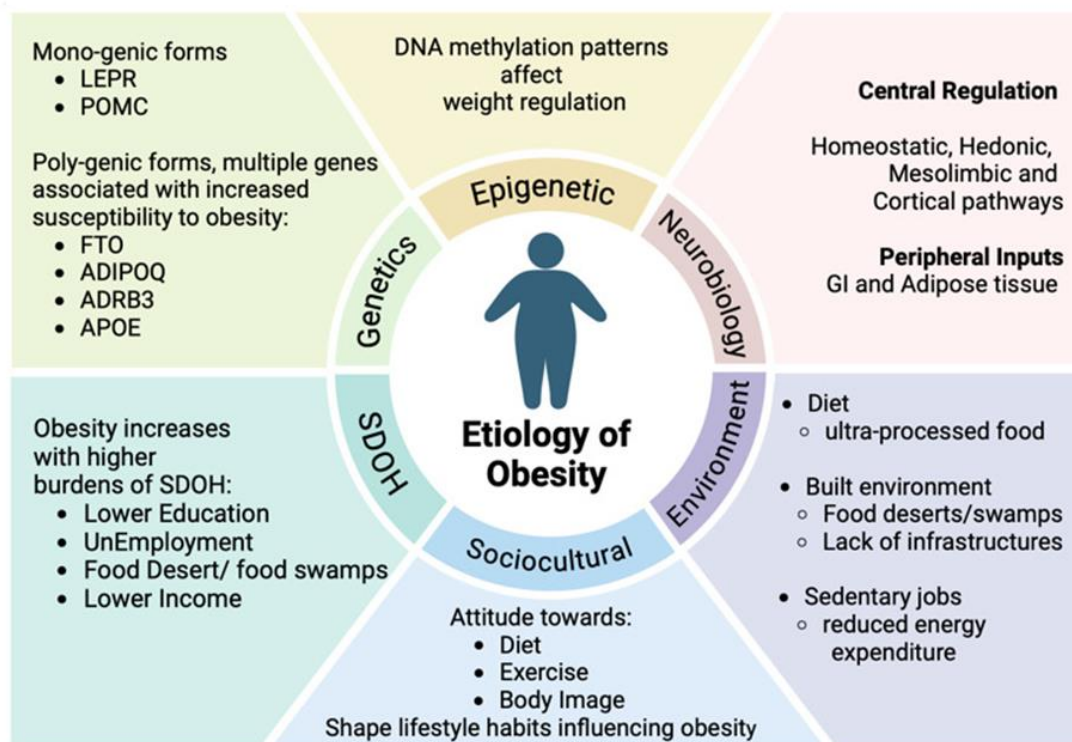 Mono-genic forms
• LEPR
• POMC
Poly-genic forms, multiple genes
associated with increased
susceptibility to obesity:
• FTO
• ADIPOQ
• ADRB3
• APOE
DNA methylation patterns
affect
weight regulation
Central Regulation
Homeostatic, Hedonic,
Mesolimbic and
Cortical pathways
Peripheral Inputs
GI and Adipose tissue
Genetics
Epigenetic
Neurobiology
Environment
Sociocultural
SDOH
Etiology of
Obesity
Obesity increases
with higher
burdens of SDOH:
• Lower Education
• UnEmployment
• Food Desert/ food swamps
• Lower Income
Attitude towards:
• Diet
• Exercise
• Body Image
Shape lifestyle habits influencing obesity
• Diet
○ ultra-processed food
• Built environment
○ Food deserts/swamps
○ Lack of infrastructures
• Sedentary jobs
○ reduced energy
expenditure